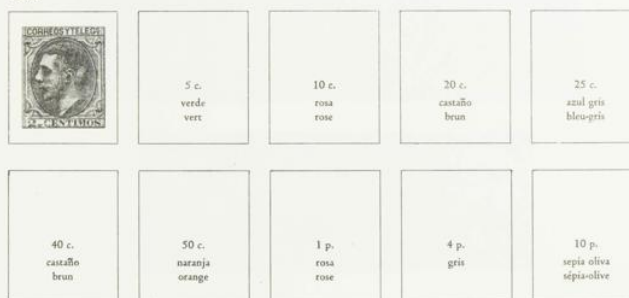 CORREOS Y TELEGS
2 CENTIMOS
5 c.
verde
vert
10 c.
rosa
rose
20 c.
castaño
brun
25 c.
azul gris
bleu-gris
40 c.
castaño
brun
50 c.
naranja
orange
1 p.
rosa
rose
4 p.
gris
10 p.
sepia oliva
sépia-olive